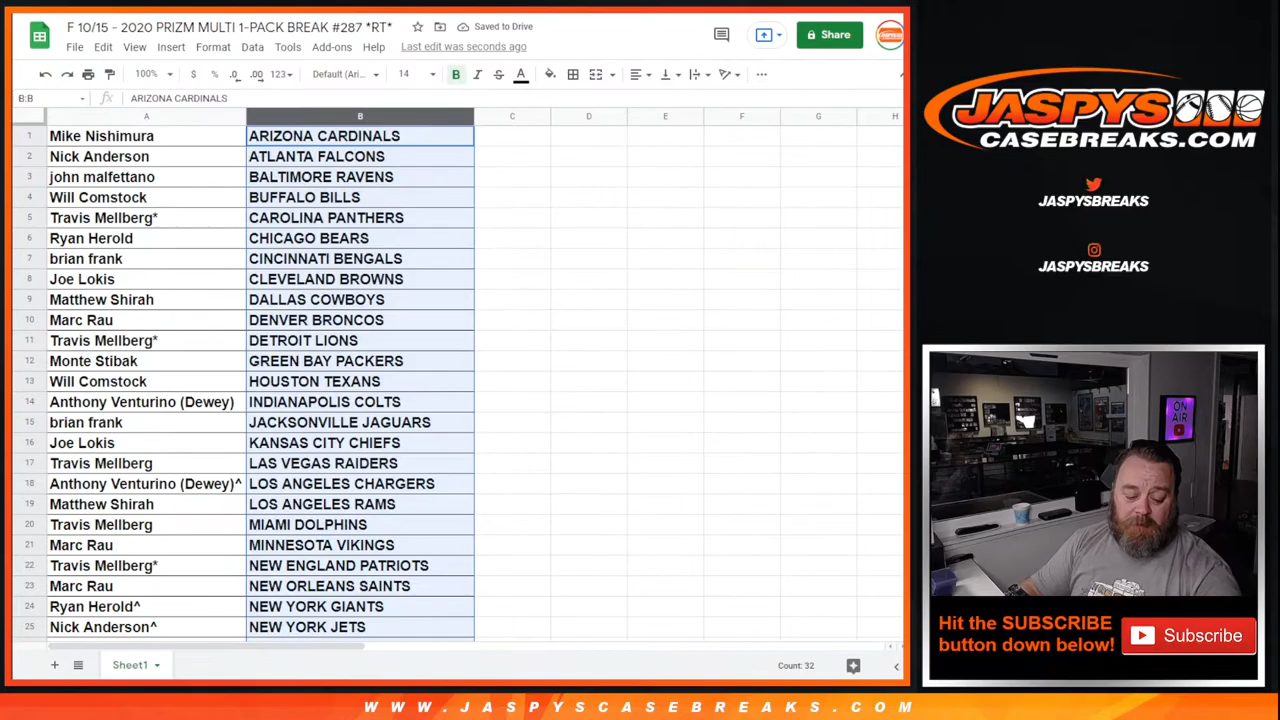 F 10/15 - 2020 PRIZM MULTI 1-PACK BREAK #287 *RT*
Saved to Drive
File Edit View Insert Format Data Tools Add-ons Help Last edit was seconds ago
Share
100% $ % .0 .00 123 Default (Ari... 14 B I S A
B:B fx ARIZONA CARDINALS
A B C D E F G H
1 Mike Nishimura ARIZONA CARDINALS
2 Nick Anderson ATLANTA FALCONS
3 john malfettano BALTIMORE RAVENS
4 Will Comstock BUFFALO BILLS
5 Travis Mellberg* CAROLINA PANTHERS
6 Ryan Herold CHICAGO BEARS
7 brian frank CINCINNATI BENGALS
8 Joe Lokis CLEVELAND BROWNS
9 Matthew Shirah DALLAS COWBOYS
10 Marc Rau DENVER BRONCOS
11 Travis Mellberg* DETROIT LIONS
12 Monte Stibak GREEN BAY PACKERS
13 Will Comstock HOUSTON TEXANS
14 Anthony Venturino (Dewey) INDIANAPOLIS COLTS
15 brian frank JACKSONVILLE JAGUARS
16 Joe Lokis KANSAS CITY CHIEFS
17 Travis Mellberg LAS VEGAS RAIDERS
18 Anthony Venturino (Dewey)^ LOS ANGELES CHARGERS
19 Matthew Shirah LOS ANGELES RAMS
20 Travis Mellberg MIAMI DOLPHINS
21 Marc Rau MINNESOTA VIKINGS
22 Travis Mellberg* NEW ENGLAND PATRIOTS
23 Marc Rau NEW ORLEANS SAINTS
24 Ryan Herold^ NEW YORK GIANTS
25 Nick Anderson^ NEW YORK JETS
Sheet1 Count: 32
JASPYS
CASEBREAKS.COM
JASPYSBREAKS
JASPYSBREAKS
ON
AIR
Hit the SUBSCRIBE
button down below!
Subscribe
WWW.JASPYSCASEBREAKS.COM